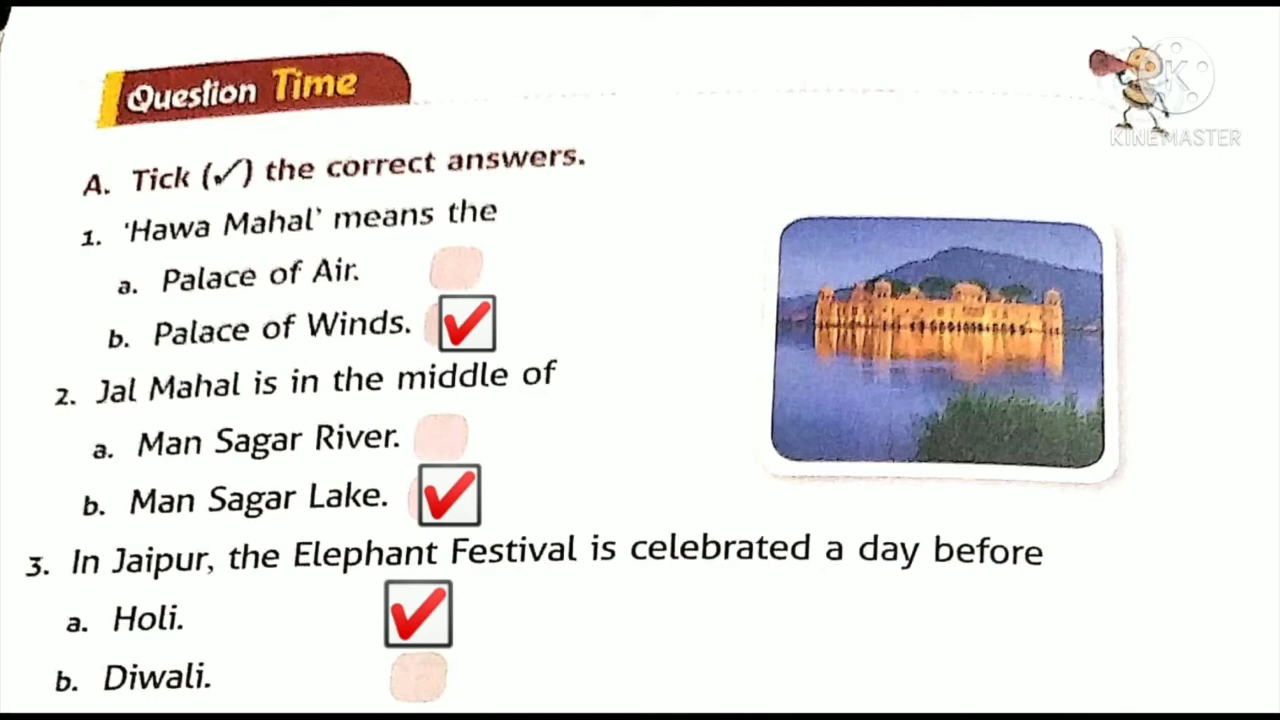 Question Time
KINEMASTER
A. Tick (✓) the correct answers.
1. 'Hawa Mahal' means the
a. Palace of Air.
b. Palace of Winds. ✔
2. Jal Mahal is in the middle of
a. Man Sagar River.
b. Man Sagar Lake. ✔
3. In Jaipur, the Elephant Festival is celebrated a day before
a. Holi. ✔
b. Diwali.